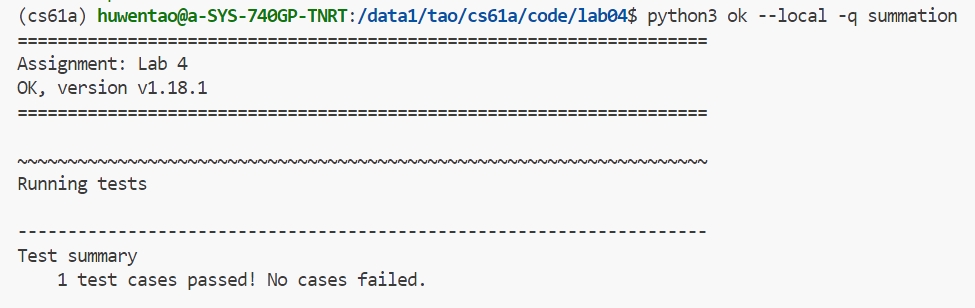 (cs61a) huwentao@a-SYS-740GP-TNRT:/data1/tao/cs61a/code/lab04$ python3 ok --local -q summation
=====================================================================
Assignment: Lab 4
OK, version v1.18.1
=====================================================================
~~~~~~~~~~~~~~~~~~~~~~~~~~~~~~~~~~~~~~~~~~~~~~~~~~~~~~~~~~~~~~~~~~~~~
Running tests
---------------------------------------------------------------------
Test summary
    1 test cases passed! No cases failed.